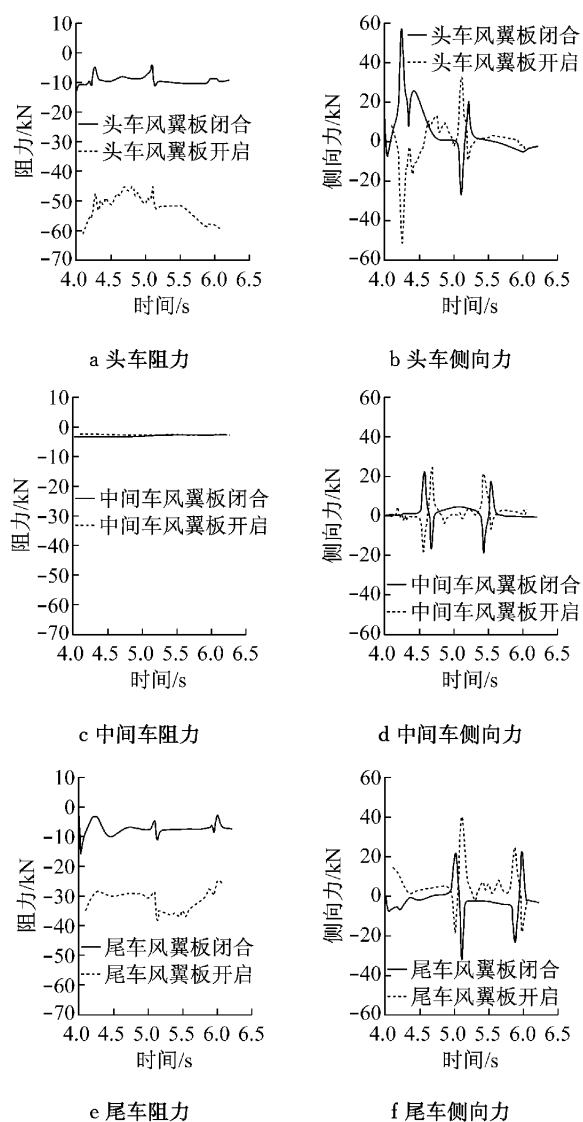 10
0
-10
-20
-30
-40
-50
-60
-70
阻力/kN
头车风翼板闭合
头车风翼板开启
4.0 4.5 5.0 5.5 6.0 6.5
时间/s
a 头车阻力
60
40
20
0
-20
-40
-60
侧向力/kN
头车风翼板闭合
头车风翼板开启
4.0 4.5 5.0 5.5 6.0 6.5
时间/s
b 头车侧向力
10
0
-10
-20
-30
-40
-50
-60
-70
阻力/kN
中间车风翼板闭合
中间车风翼板开启
4.0 4.5 5.0 5.5 6.0 6.5
时间/s
c 中间车阻力
60
40
20
0
-20
-40
-60
侧向力/kN
中间车风翼板闭合
中间车风翼板开启
4.0 4.5 5.0 5.5 6.0 6.5
时间/s
d 中间车侧向力
10
0
-10
-20
-30
-40
-50
-60
-70
阻力/kN
尾车风翼板闭合
尾车风翼板开启
4.0 4.5 5.0 5.5 6.0 6.5
时间/s
e 尾车阻力
60
40
20
0
-20
-40
-60
侧向力/kN
尾车风翼板闭合
尾车风翼板开启
4.0 4.5 5.0 5.5 6.0 6.5
时间/s
f 尾车侧向力